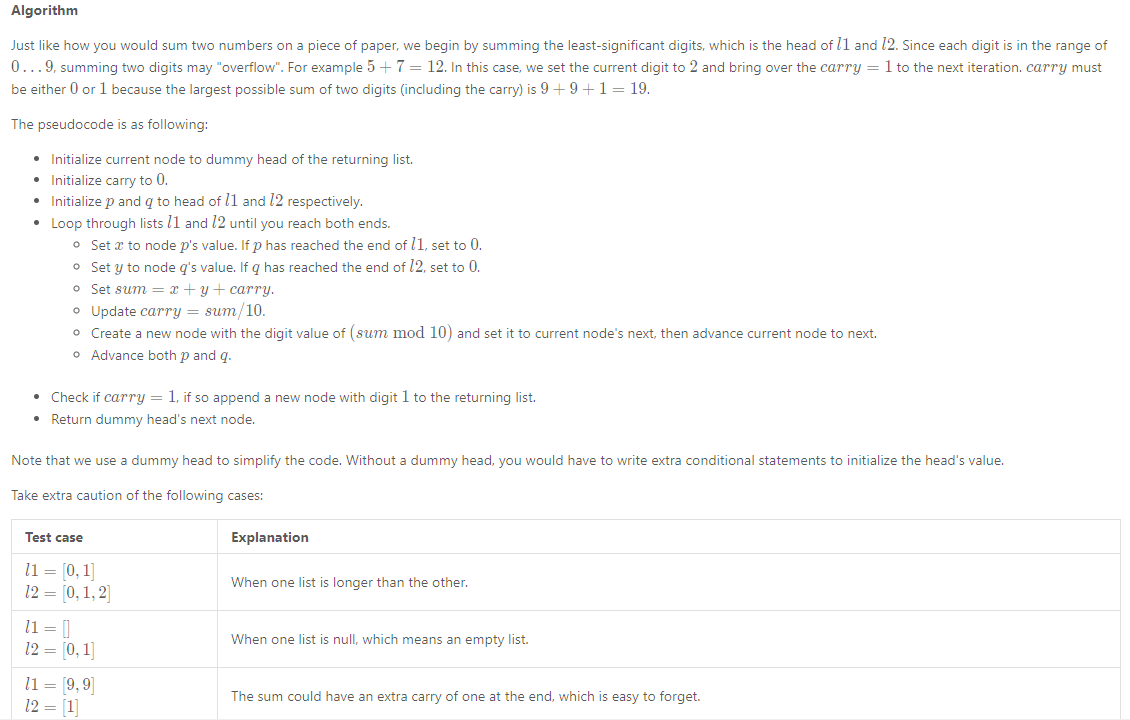 Algorithm
Just like how you would sum two numbers on a piece of paper, we begin by summing the least-significant digits, which is the head of l1 and l2. Since each digit is in the range of
0...9, summing two digits may "overflow". For example 5 + 7 = 12. In this case, we set the current digit to 2 and bring over the carry = 1 to the next iteration. carry must
be either 0 or 1 because the largest possible sum of two digits (including the carry) is 9 + 9 + 1 = 19.
The pseudocode is as following:
• Initialize current node to dummy head of the returning list.
• Initialize carry to 0.
• Initialize p and q to head of l1 and l2 respectively.
• Loop through lists l1 and l2 until you reach both ends.
◦ Set x to node p's value. If p has reached the end of l1, set to 0.
◦ Set y to node q's value. If q has reached the end of l2, set to 0.
◦ Set sum = x + y + carry.
◦ Update carry = sum/10.
◦ Create a new node with the digit value of (sum mod 10) and set it to current node's next, then advance current node to next.
◦ Advance both p and q.
• Check if carry = 1, if so append a new node with digit 1 to the returning list.
• Return dummy head's next node.
Note that we use a dummy head to simplify the code. Without a dummy head, you would have to write extra conditional statements to initialize the head's value.
Take extra caution of the following cases:
Test case Explanation
l1 = [0, 1]
l2 = [0, 1, 2]
When one list is longer than the other.
l1 = []
l2 = [0, 1]
When one list is null, which means an empty list.
l1 = [9, 9]
l2 = [1]
The sum could have an extra carry of one at the end, which is easy to forget.